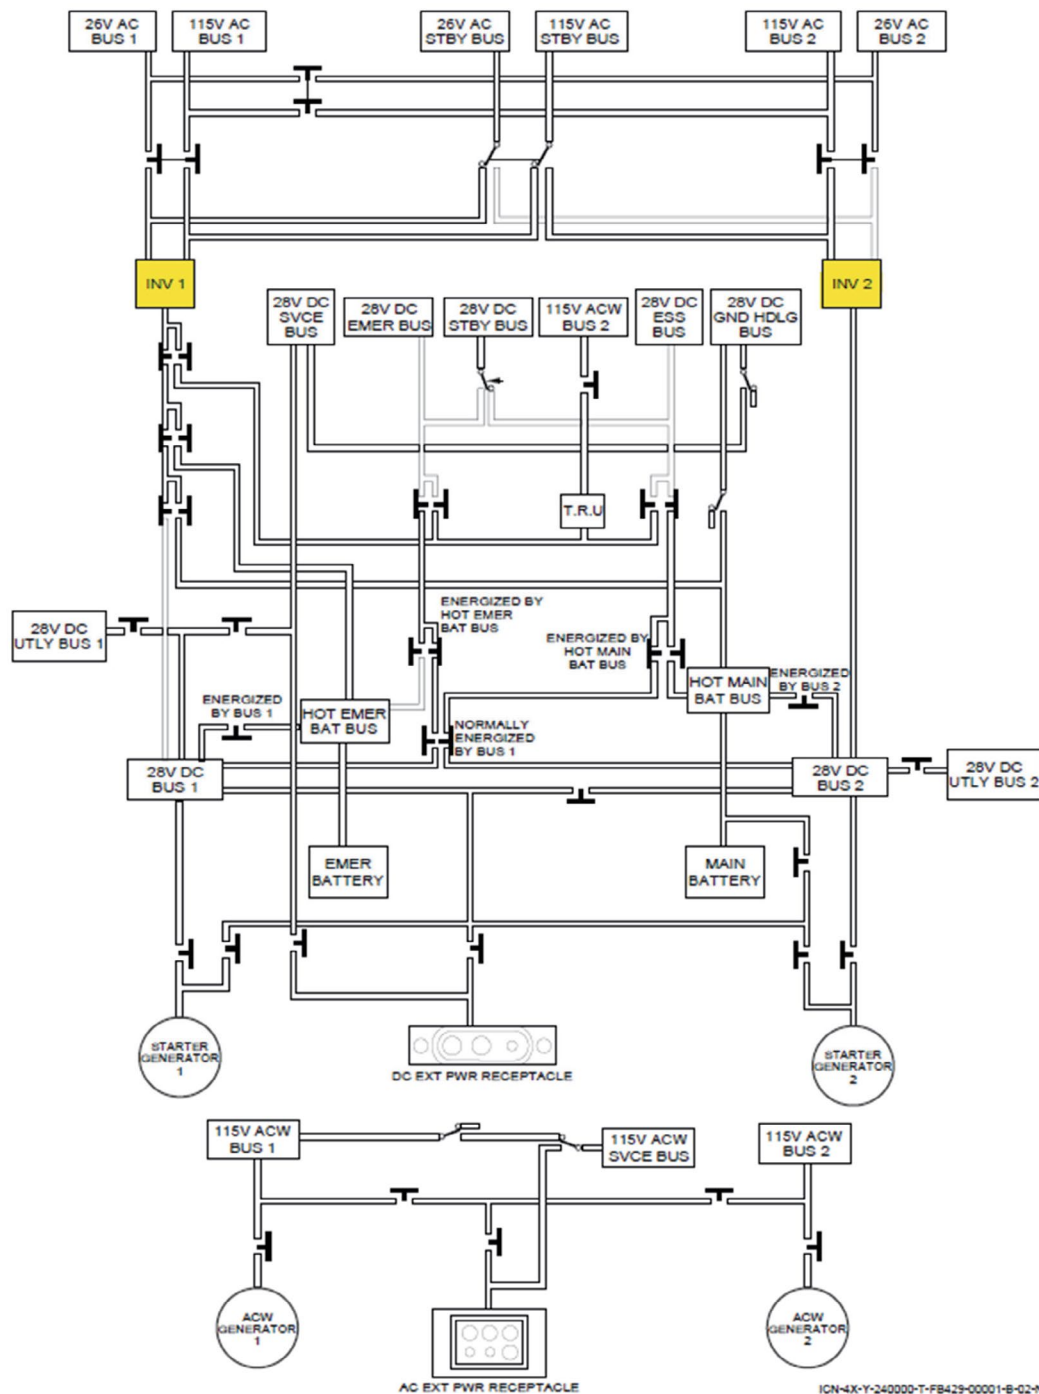 26V AC
BUS 1
115V AC
BUS 1
26V AC
STBY BUS
115V AC
STBY BUS
115V AC
BUS 2
26V AC
BUS 2
INV 1
INV 2
28V DC
SVCE
BUS
28V DC
EMER BUS
28V DC
STBY BUS
115V ACW
BUS 2
28V DC
ESS
BUS
28V DC
GND HDLG
BUS
T.R.U
28V DC
UTLY BUS 1
ENERGIZED BY
HOT EMER
BAT BUS
ENERGIZED BY
HOT MAIN
BAT BUS
HOT MAIN
BAT BUS
ENERGIZED
BY BUS 2
ENERGIZED
BY BUS 1
HOT EMER
BAT BUS
NORMALLY
ENERGIZED
BY BUS 1
28V DC
BUS 1
28V DC
BUS 2
28V DC
UTLY BUS 2
EMER
BATTERY
MAIN
BATTERY
STARTER
GENERATOR
1
DC EXT PWR RECEPTACLE
STARTER
GENERATOR
2
115V ACW
BUS 1
115V ACW
SVCE BUS
115V ACW
BUS 2
ACW
GENERATOR
1
ACW
GENERATOR
2
AC EXT PWR RECEPTACLE